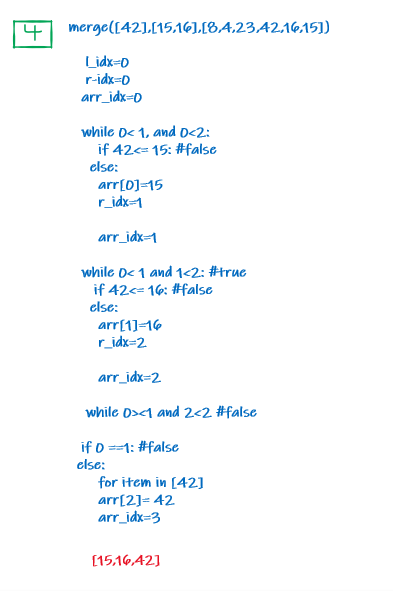 4
merge([42],[15,16],[8,4,23,42,16,15])
l_idx=0
r-idx=0
arr_idx=0
while 0< 1, and 0<2:
if 42<= 15: #false
else:
arr[0]=15
r_idx=1
arr_idx=1
while 0< 1 and 1<2: #true
if 42<= 16: #false
else:
arr[1]=16
r_idx=2
arr_idx=2
while 0><1 and 2<2 #false
if 0 ==1: #false
else:
for item in [42]
arr[2]= 42
arr_idx=3
[15,16,42]